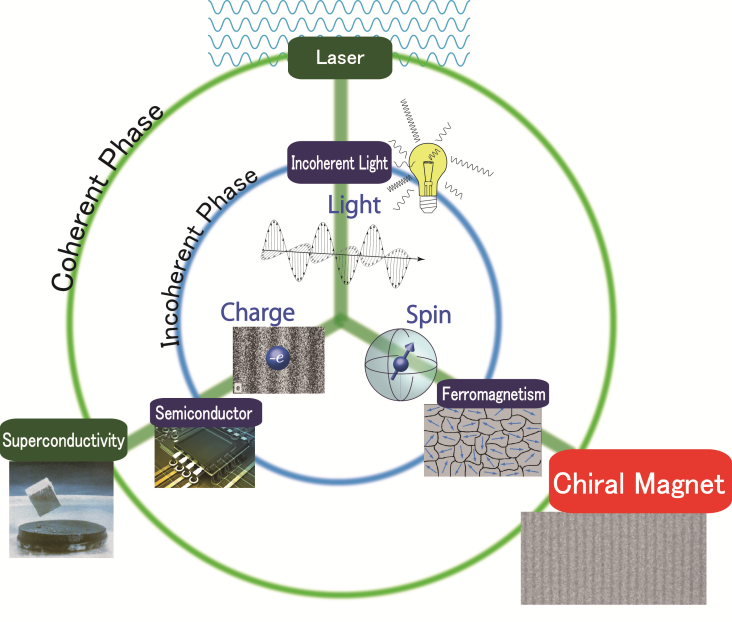 Laser
Coherent Phase
Incoherent Light
Incoherent Phase
Light
Charge
Spin
-e
Ferromagnetism
Semiconductor
Superconductivity
Chiral Magnet